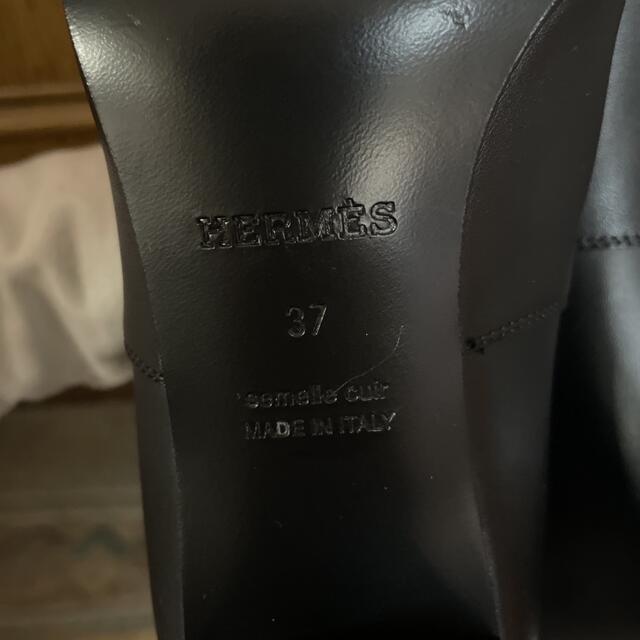 HERMÈS
37
semelle cuir
MADE IN ITALY